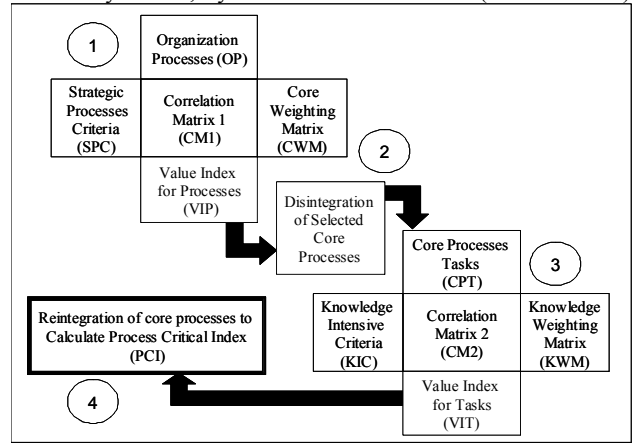 1
Organization
Processes (OP)
Strategic
Processes
Criteria
(SPC)
Correlation
Matrix 1
(CM1)
Core
Weighting
Matrix
(CWM)
2
Value Index
for Processes
(VIP)
Disintegration
of Selected
Core
Processes
Core Processes
Tasks
(CPT)
3
Knowledge
Intensive
Criteria
(KIC)
Correlation
Matrix 2
(CM2)
Knowledge
Weighting
Matrix
(KWM)
Reintegration of core processes to
Calculate Process Critical Index
(PCI)
4
Value Index
for Tasks
(VIT)